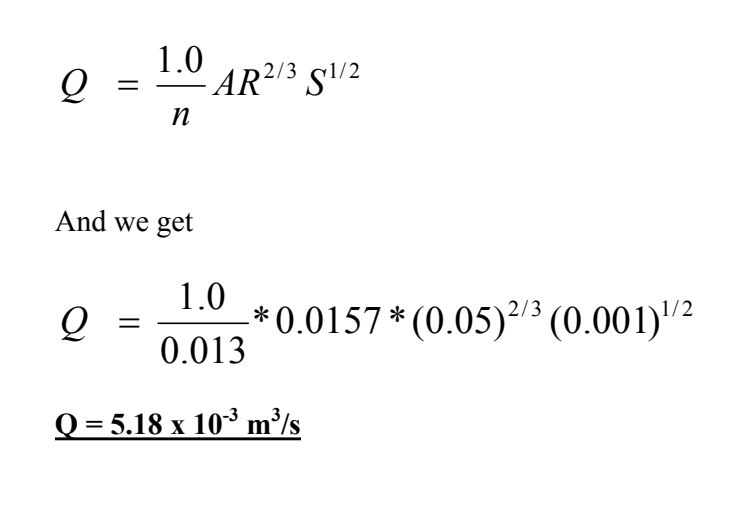 Q = 1.0/n AR^2/3 S^1/2
And we get
Q = 1.0/0.013 *0.0157*(0.05)^2/3 (0.001)^1/2
Q = 5.18 x 10^-3 m^3/s